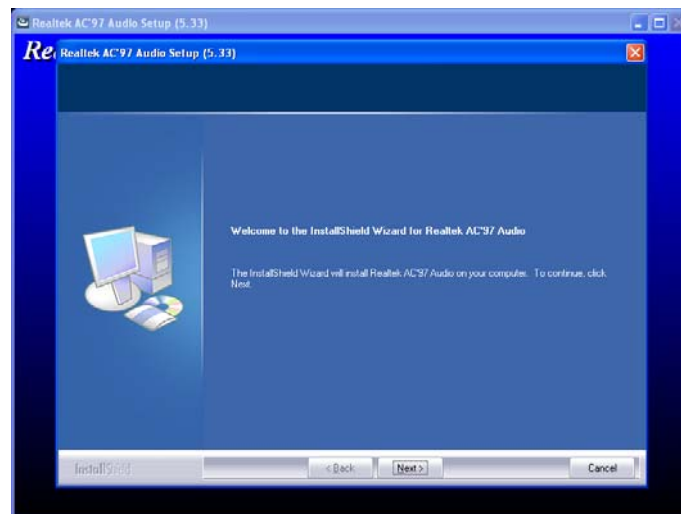 Realtek AC'97 Audio Setup (5.33)
Re
Realtek AC'97 Audio Setup (5.33)
Welcome to the InstallShield Wizard for Realtek AC'97 Audio
The InstallShield Wizard will install Realtek AC'97 Audio on your computer. To continue, click
Next.
InstallShield
< Back
Next >
Cancel